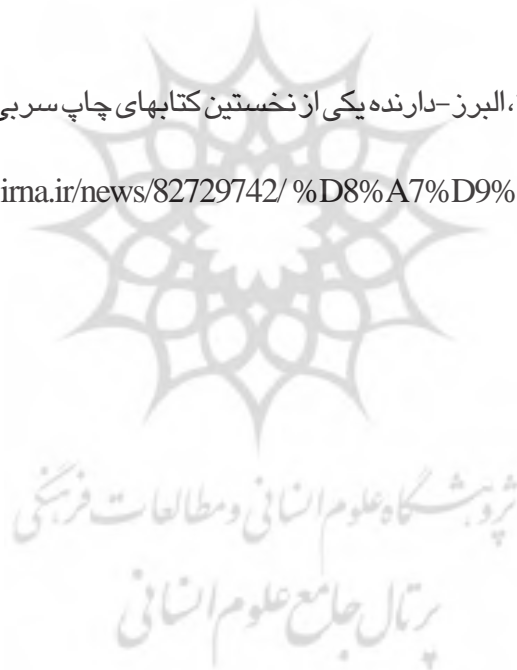 ،البرز-دارنده یکی از نخستین کتابهای چاپ سربی
irna.ir/news/82729742/ %D8%A7%D9%
پژوهشگاه علوم انسانی و مطالعات فرهنگی
پرتال جامع علوم انسانی